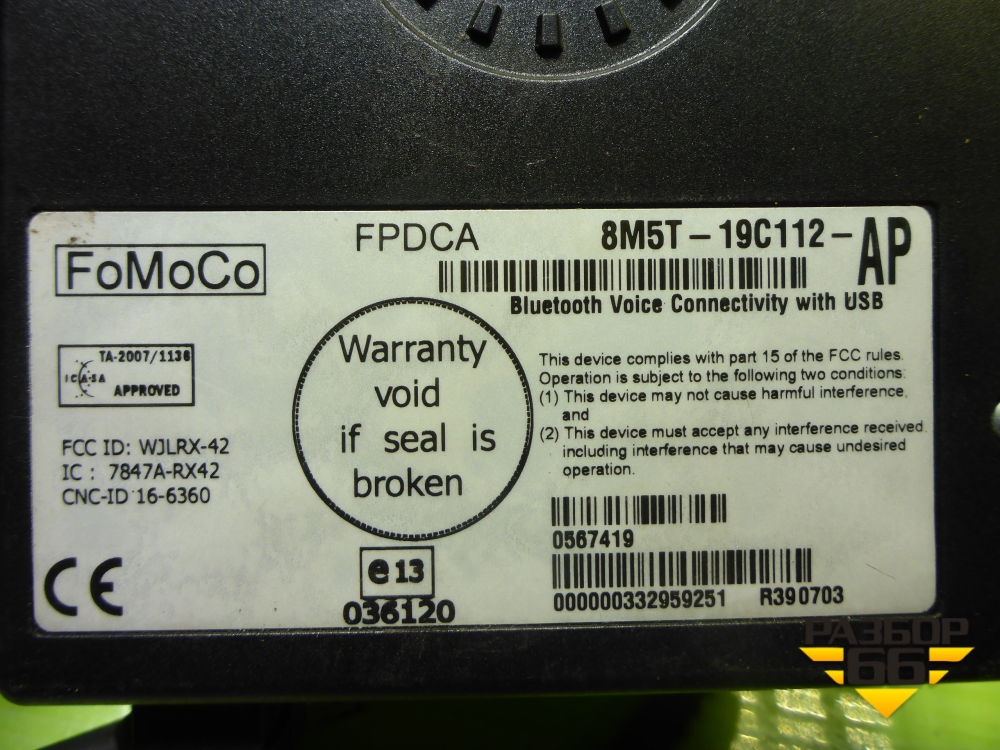 FPDCA
8M5T-19C112-AP
FoMoCo
Bluetooth Voice Connectivity with USB
TA-2007/1136
ICASA
APPROVED
Warranty
void
if seal is
broken
This device complies with part 15 of the FCC rules.
Operation is subject to the following two conditions:
(1) This device may not cause harmful interference,
and
(2) This device must accept any interference received
including interference that may cause undesired
operation.
FCC ID: WJLRX-42
IC : 7847A-RX42
CNC-ID 16-6360
0567419
CE
e13
036120
000000332959251 R390703
РАЗБОР
66